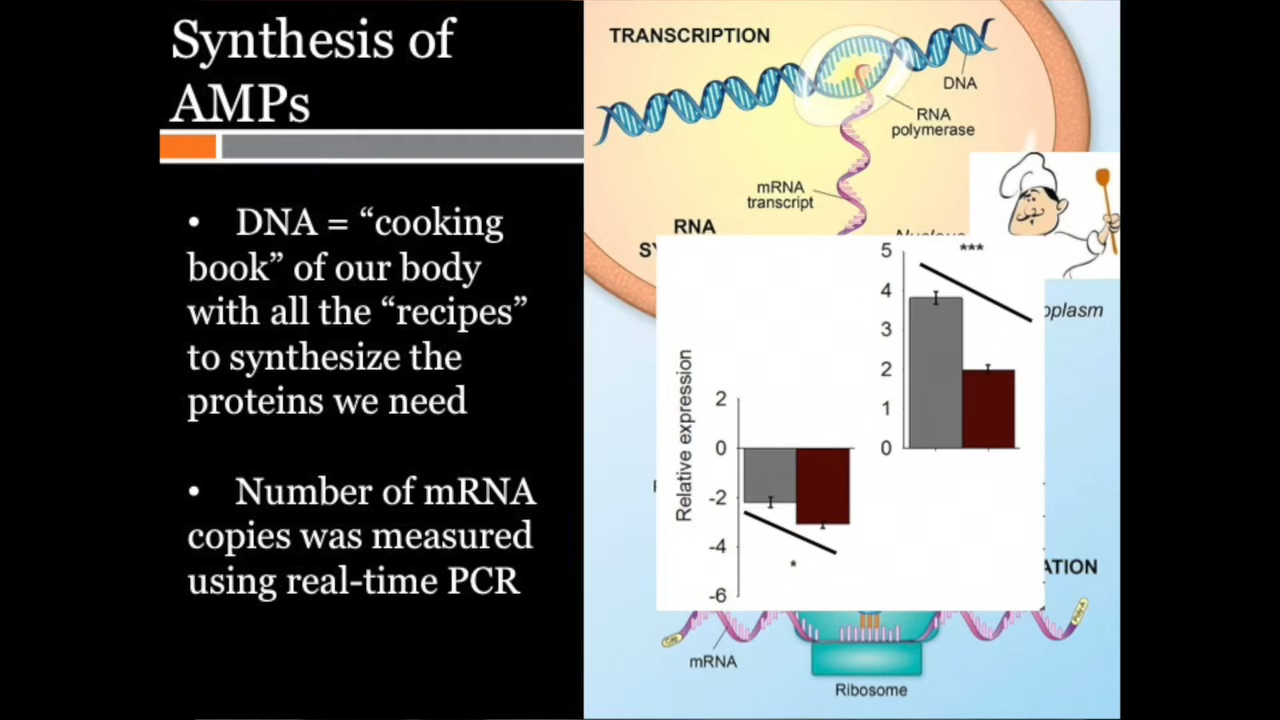 Synthesis of
AMPs
• DNA = “cooking
book” of our body
with all the “recipes”
to synthesize the
proteins we need
• Number of mRNA
copies was measured
using real-time PCR
TRANSCRIPTION
DNA
RNA
polymerase
mRNA
transcript
RNA
Relative expression
2
0
-2
-4
-6
*
5
4
3
2
1
0
***
mRNA
Ribosome